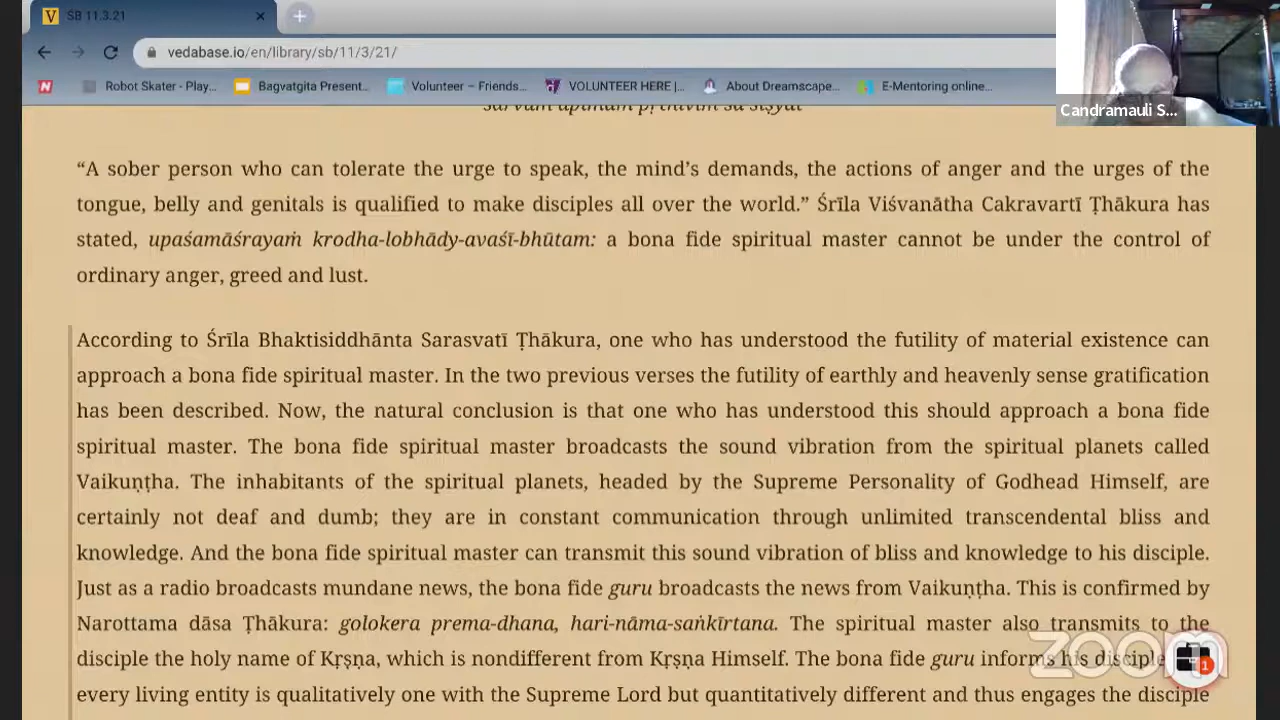 SB 11.3.21
vedabase.io/en/library/sb/11/3/21/
Robot Skater - Play... Bagvatgita Present... Volunteer – Friends... VOLUNTEER HERE |... About Dreamscape... E-Mentoring online...
Candramauli S...
“A sober person who can tolerate the urge to speak, the mind’s demands, the actions of anger and the urges of the
tongue, belly and genitals is qualified to make disciples all over the world.” Śrīla Viśvanātha Cakravartī Ṭhākura has
stated, upaśamāśrayaṁ krodha-lobhādy-avaśī-bhūtam: a bona fide spiritual master cannot be under the control of
ordinary anger, greed and lust.
According to Śrīla Bhaktisiddhānta Sarasvatī Ṭhākura, one who has understood the futility of material existence can
approach a bona fide spiritual master. In the two previous verses the futility of earthly and heavenly sense gratification
has been described. Now, the natural conclusion is that one who has understood this should approach a bona fide
spiritual master. The bona fide spiritual master broadcasts the sound vibration from the spiritual planets called
Vaikuṇṭha. The inhabitants of the spiritual planets, headed by the Supreme Personality of Godhead Himself, are
certainly not deaf and dumb; they are in constant communication through unlimited transcendental bliss and
knowledge. And the bona fide spiritual master can transmit this sound vibration of bliss and knowledge to his disciple.
Just as a radio broadcasts mundane news, the bona fide guru broadcasts the news from Vaikuṇṭha. This is confirmed by
Narottama dāsa Ṭhākura: golokera prema-dhana, hari-nāma-saṅkīrtana. The spiritual master also transmits to the
disciple the holy name of Kṛṣṇa, which is nondifferent from Kṛṣṇa Himself. The bona fide guru informs his disciple
every living entity is qualitatively one with the Supreme Lord but quantitatively different and thus engages the disciple
zoom
1